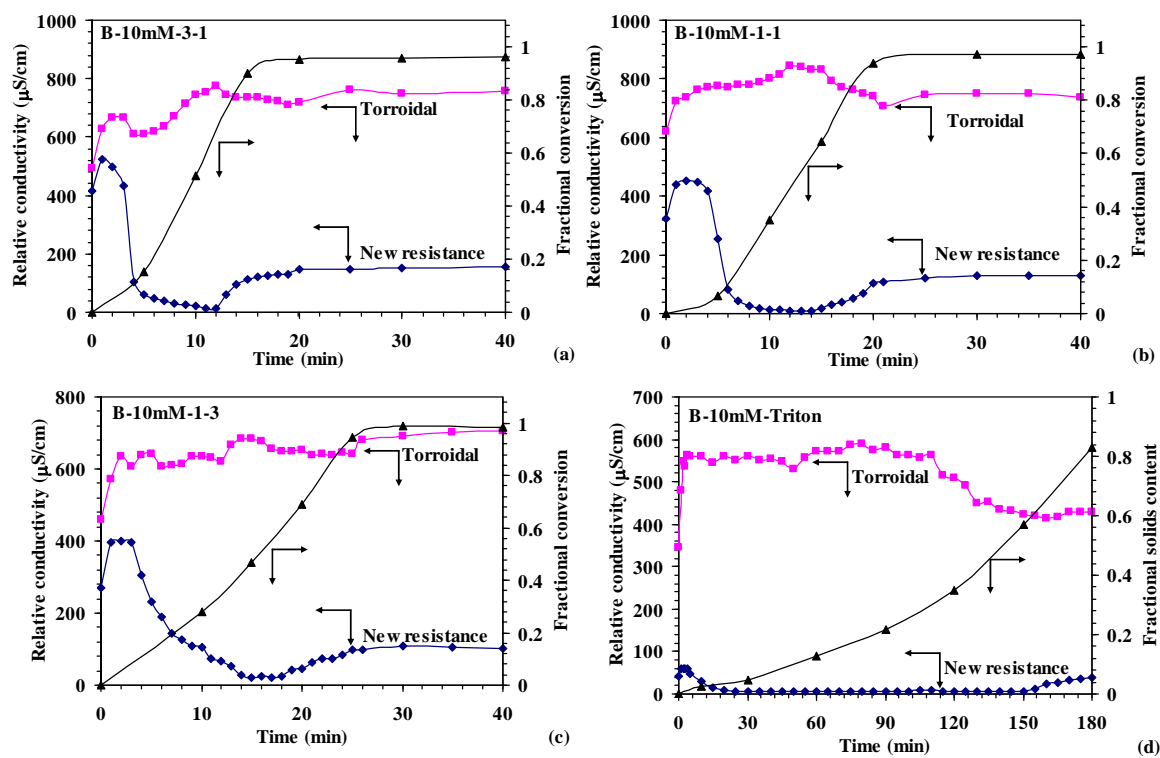 B-10mM-3-1
Relative conductivity (µS/cm)
1000
800
600
400
200
0
0
10
20
30
40
Time (min)
1
0.8
0.6
0.4
0.2
0
Fractional conversion
Torroidal
New resistance
(a)
B-10mM-1-1
Relative conductivity (µS/cm)
1000
800
600
400
200
0
0
10
20
30
40
Time (min)
1
0.8
0.6
0.4
0.2
0
Fractional conversion
Torroidal
New resistance
(b)
B-10mM-1-3
Relative conductivity (µS/cm)
800
600
400
200
0
0
10
20
30
40
Time (min)
1
0.8
0.6
0.4
0.2
0
Fractional conversion
Torroidal
New resistance
(c)
B-10mM-Triton
Relative conductivity (µS/cm)
700
600
500
400
300
200
100
0
0
30
60
90
120
150
180
Time (min)
1
0.8
0.6
0.4
0.2
0
Fractional solids content
Torroidal
New resistance
(d)